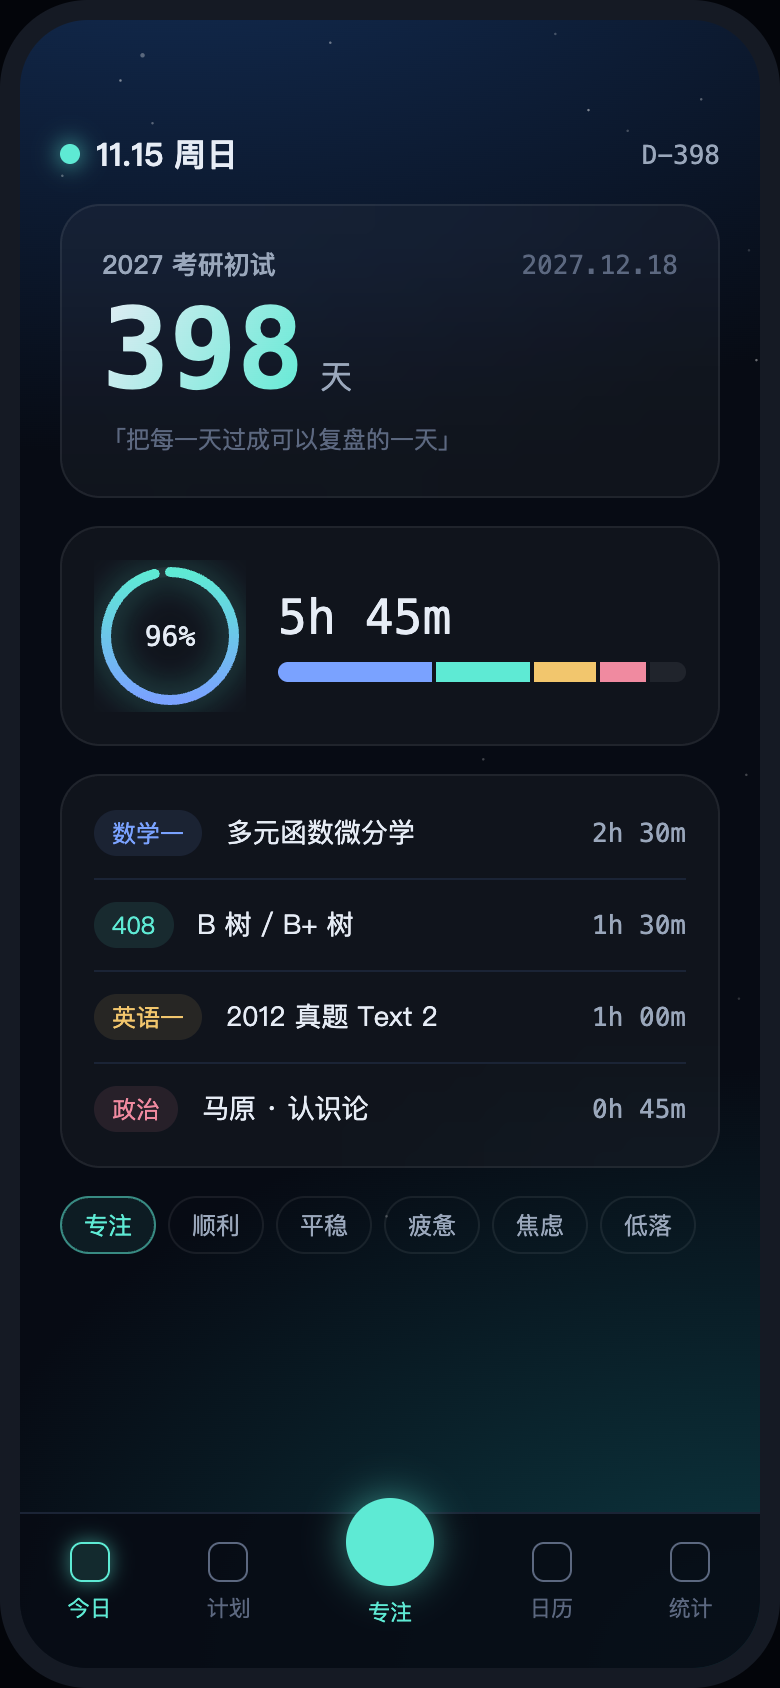 11.15 周日 D-398
2027 考研初试 2027.12.18
398 天
「把每一天过成可以复盘的一天」
96% 5h 45m
数学一 多元函数微分学 2h 30m
408 B 树 / B+ 树 1h 30m
英语一 2012 真题 Text 2 1h 00m
政治 马原 · 认识论 0h 45m
专注 顺利 平稳 疲惫 焦虑 低落
今日 计划 专注 日历 统计